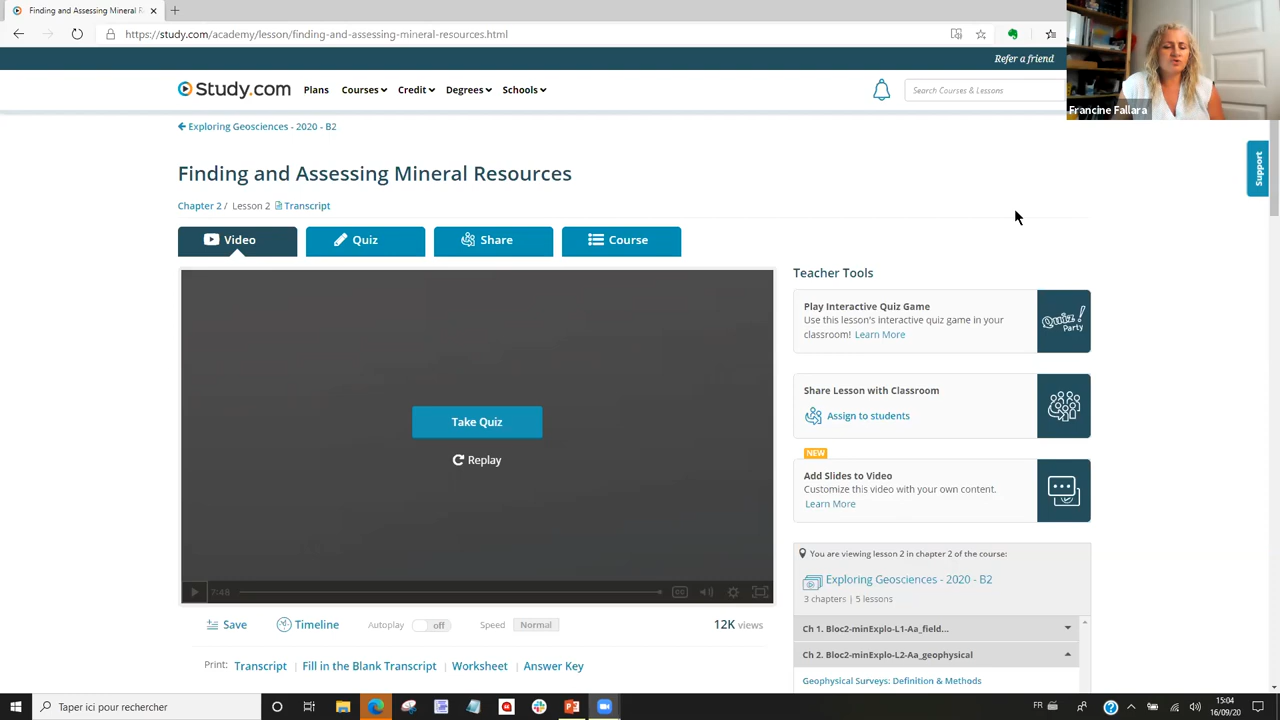 Finding and Assessing Mineral R
https://study.com/academy/lesson/finding-and-assessing-mineral-resources.html
Francine Fallara
Refer a friend
Study.com
Plans
Courses
Credit
Degrees
Schools
Search Courses & Lessons
Exploring Geosciences - 2020 - B2
Support
Finding and Assessing Mineral Resources
Chapter 2 / Lesson 2 Transcript
Video
Quiz
Share
Course
Take Quiz
Replay
7:48
CC
Save
Timeline
Autoplay off
Speed Normal
12K views
Print: Transcript | Fill in the Blank Transcript | Worksheet | Answer Key
Teacher Tools
Play Interactive Quiz Game
Use this lesson's interactive quiz game in your
classroom! Learn More
Quiz!
Party
Share Lesson with Classroom
Assign to students
NEW
Add Slides to Video
Customize this video with your own content.
Learn More
You are viewing lesson 2 in chapter 2 of the course:
Exploring Geosciences - 2020 - B2
3 chapters | 5 lessons
Ch 1. Bloc2-minExplo-L1-Aa_field...
Ch 2. Bloc2-minExplo-L2-Aa_geophysical
Geophysical Surveys: Definition & Methods
Taper ici pour rechercher
FR
15:04
16/09/20